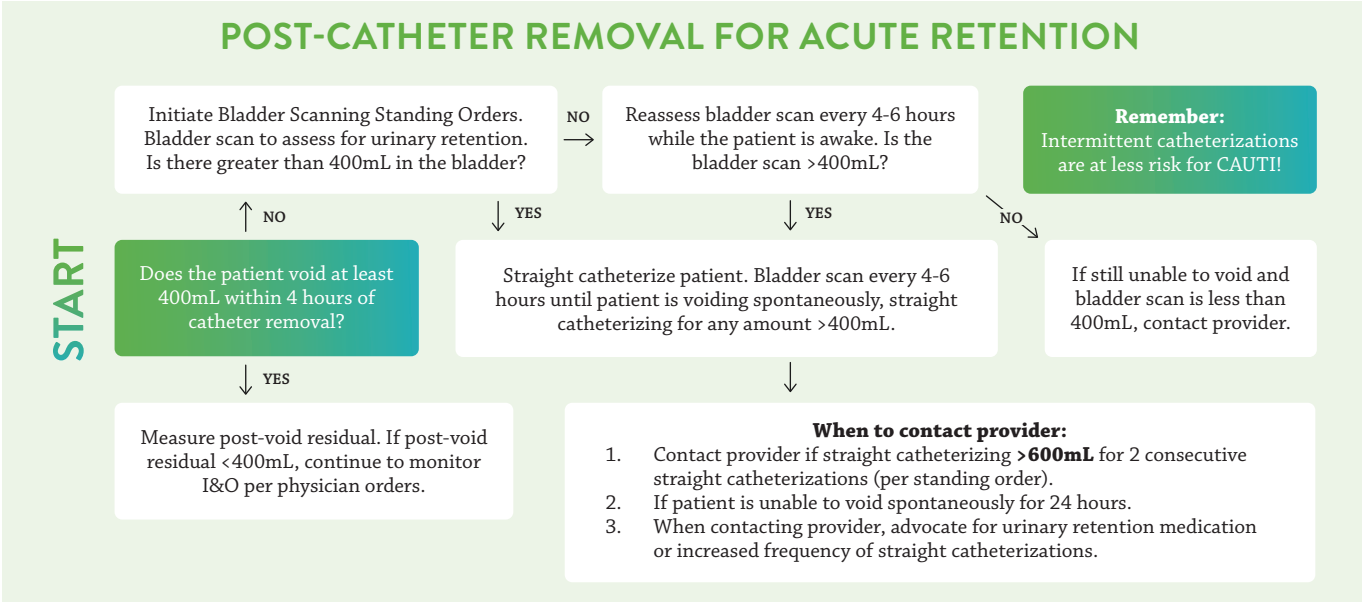 POST-CATHETER REMOVAL FOR ACUTE RETENTION
START
Does the patient void at least
400mL within 4 hours of
catheter removal?
NO
Initiate Bladder Scanning Standing Orders.
Bladder scan to assess for urinary retention.
Is there greater than 400mL in the bladder?
NO
Reassess bladder scan every 4-6 hours
while the patient is awake. Is the
bladder scan >400mL?
Remember:
Intermittent catheterizations
are at less risk for CAUTI!
YES
YES
NO
Straight catheterize patient. Bladder scan every 4-6
hours until patient is voiding spontaneously, straight
catheterizing for any amount >400mL.
If still unable to void and
bladder scan is less than
400mL, contact provider.
YES
Measure post-void residual. If post-void
residual <400mL, continue to monitor
I&O per physician orders.
When to contact provider:
1. Contact provider if straight catheterizing >600mL for 2 consecutive
straight catheterizations (per standing order).
2. If patient is unable to void spontaneously for 24 hours.
3. When contacting provider, advocate for urinary retention medication
or increased frequency of straight catheterizations.